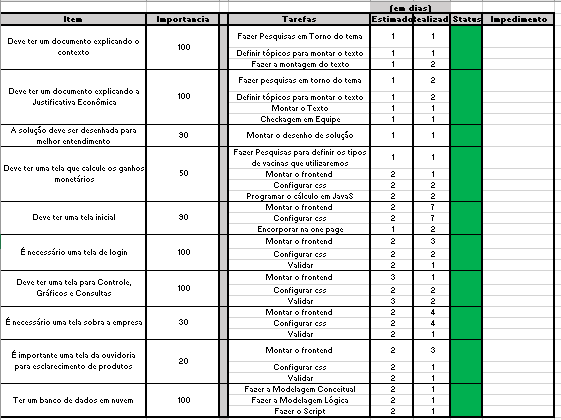 (em dias)
Item Importancia Tarefas Estimado Realizad Status Impedimento
Deve ter um documento explicando o contexto 100 Fazer Pesquisas em Torno do tema 1 1
Definir tópicos para montar o texto 1 1
Fazer a montagem do texto 1 2
Deve ter um documento explicando a Justificativa Econômica 100 Fazer pesquisas em torno do tema 1 2
Definir tópicos para montar o texto 1 2
Montar o Texto 1 1
Checkagem em Equipe 1 1
A solução deve ser desenhada para melhor entendimento 90 Montar o desenho de solução 1 1
Deve ter uma tela que calcule os ganhos monetários 50 Fazer Pesquisas para definir os tipos de vacinas que utilizaremos 1 1
Montar o frontend 2 1
Configurar css 2 2
Programar o cálculo em JavaS 2 2
Deve ter uma tela inicial 90 Montar o frontend 2 7
Configurar css 2 7
Encorporar na one page 1 2
É necessário uma tela de login 100 Montar o frontend 2 3
Configurar css 2 2
Validar 2 1
Deve ter uma tela para Controle, Gráficos e Consultas 100 Montar o frontend 3 1
Configurar css 2 2
Validar 3 2
É necessário uma tela sobra a empresa 30 Montar o frontend 2 4
Configurar css 2 4
Validar 2 1
É importante uma tela da ouvidoria para esclarecimento de produtos 20 Montar o frontend 2 3
Configurar css 2 1
Validar 2 1
Ter um banco de dados em nuvem 100 Fazer a Modelagem Conceitual 2 1
Fazer a Modelagem Lógica 2 1
Fazer o Script 2 1